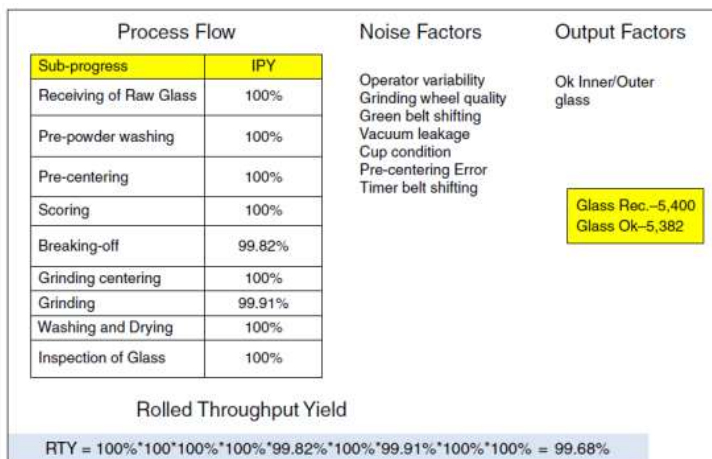 Process Flow
Sub-progress IPY
Receiving of Raw Glass 100%
Pre-powder washing 100%
Pre-centering 100%
Scoring 100%
Breaking-off 99.82%
Grinding centering 100%
Grinding 99.91%
Washing and Drying 100%
Inspection of Glass 100%
Noise Factors
Operator variability
Grinding wheel quality
Green belt shifting
Vacuum leakage
Cup condition
Pre-centering Error
Timer belt shifting
Output Factors
Ok Inner/Outer
glass
Glass Rec.–5,400
Glass Ok–5,382
Rolled Throughput Yield
RTY = 100%*100*100%*100%*99.82%*100%*99.91%*100%*100% = 99.68%